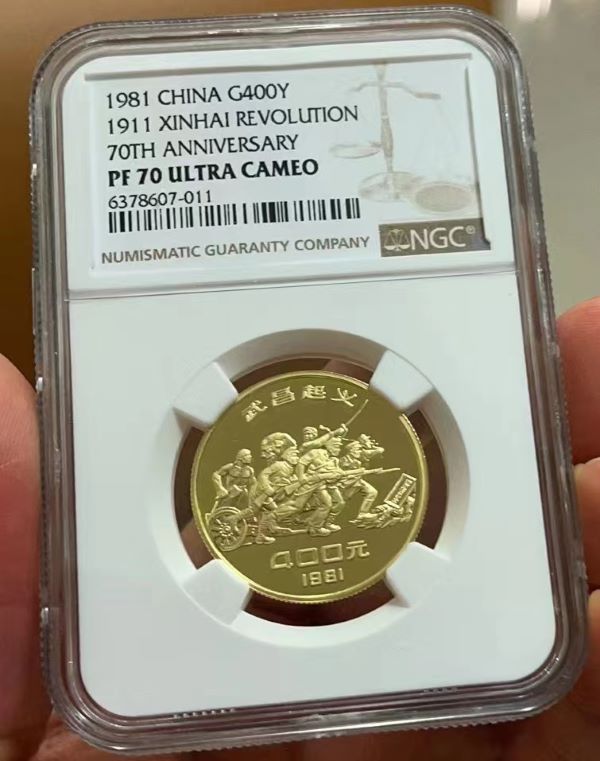 1981 CHINA G400Y
1911 XINHAI REVOLUTION
70TH ANNIVERSARY
PF 70 ULTRA CAMEO
6378607-011
NUMISMATIC GUARANTY COMPANY
NGC®
武昌起义
400元
1981